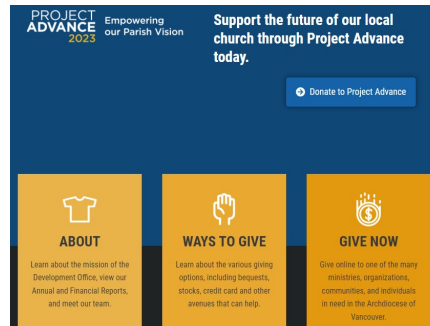 PROJECT
ADVANCE
2023
Empowering
our Parish Vision
Support the future of our local
church through Project Advance
today.
Donate to Project Advance
ABOUT
Learn about the mission of the
Development Office, view our
Annual and Financial Reports,
and meet our team.
WAYS TO GIVE
Learn about the various giving
options, including bequests,
stocks, credit card and other
avenues that can help.
GIVE NOW
Give online to one of the many
ministries, organizations,
communities, and individuals
in need in the Archdiocese of
Vancouver.